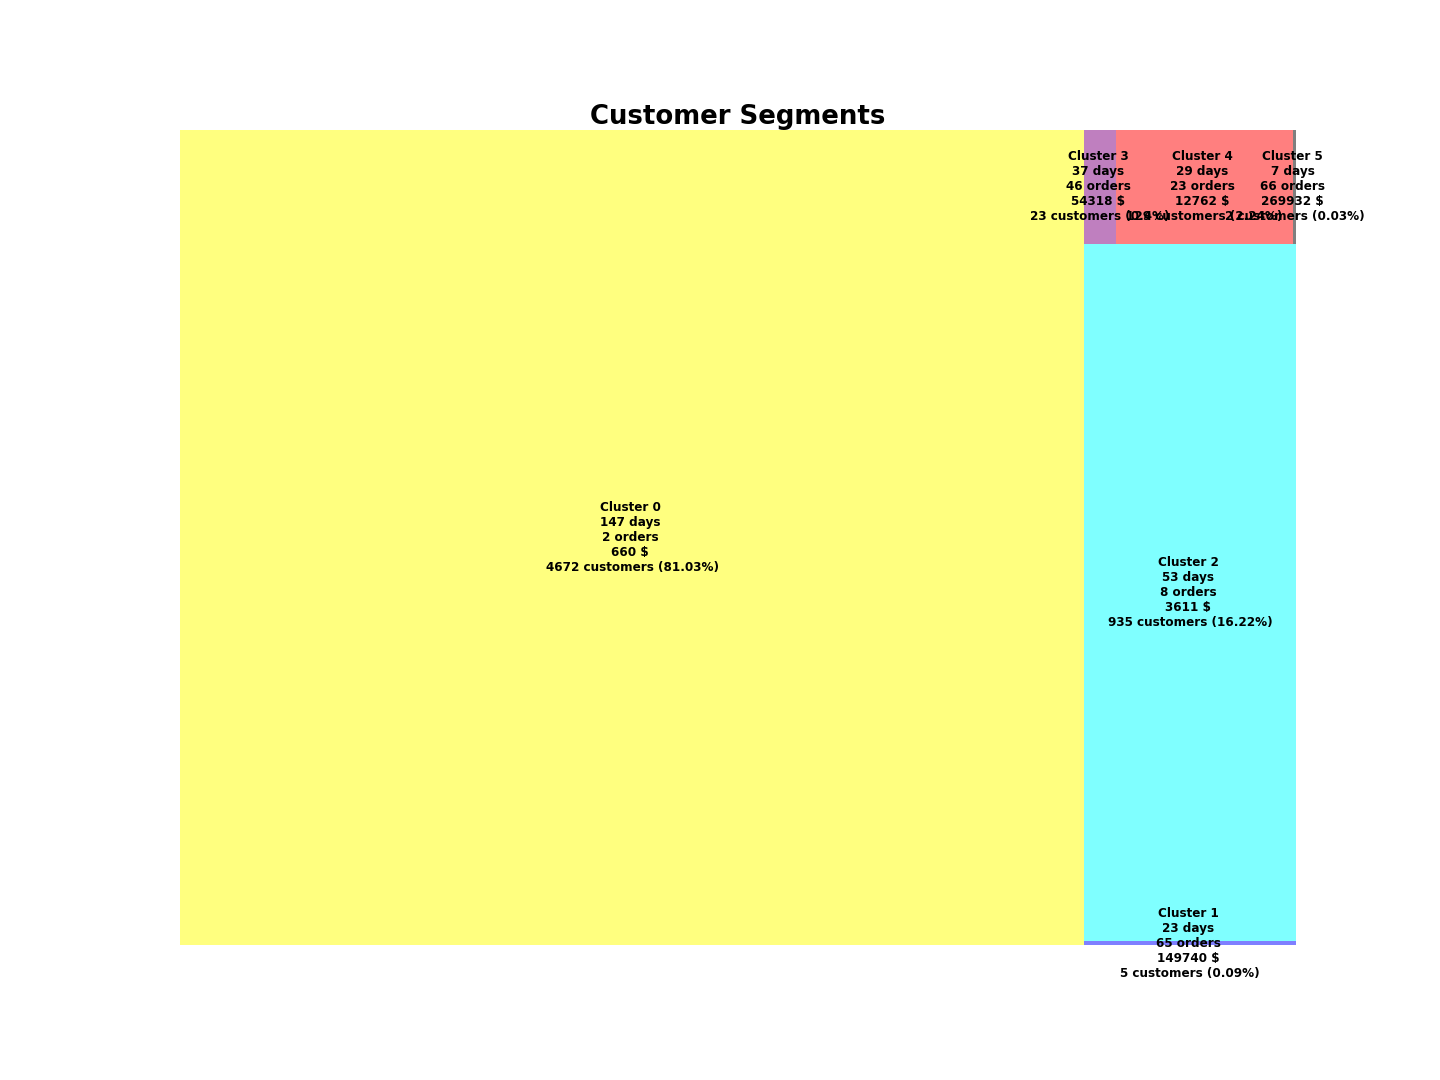 Customer Segments
Cluster 3
37 days
46 orders
54318 $
23 customers (0.4%)
Cluster 4
29 days
23 orders
12762 $
129 customers (2.24%)
Cluster 5
7 days
66 orders
269932 $
2 customers (0.03%)
Cluster 0
147 days
2 orders
660 $
4672 customers (81.03%)
Cluster 2
53 days
8 orders
3611 $
935 customers (16.22%)
Cluster 1
23 days
65 orders
149740 $
5 customers (0.09%)